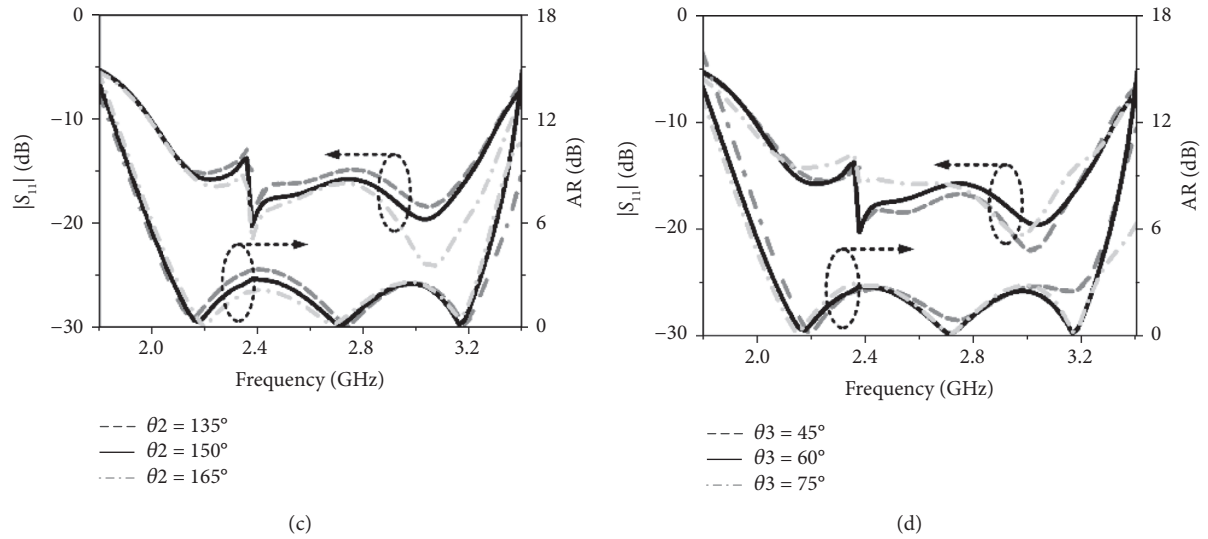 0
−10
−20
−30
|S₁₁| (dB)
18
12
6
0
AR (dB)
2.0 2.4 2.8 3.2
Frequency (GHz)
θ2 = 135°
θ2 = 150°
θ2 = 165°
(c)
0
−10
−20
−30
|S₁₁| (dB)
18
12
6
0
AR (dB)
2.0 2.4 2.8 3.2
Frequency (GHz)
θ3 = 45°
θ3 = 60°
θ3 = 75°
(d)